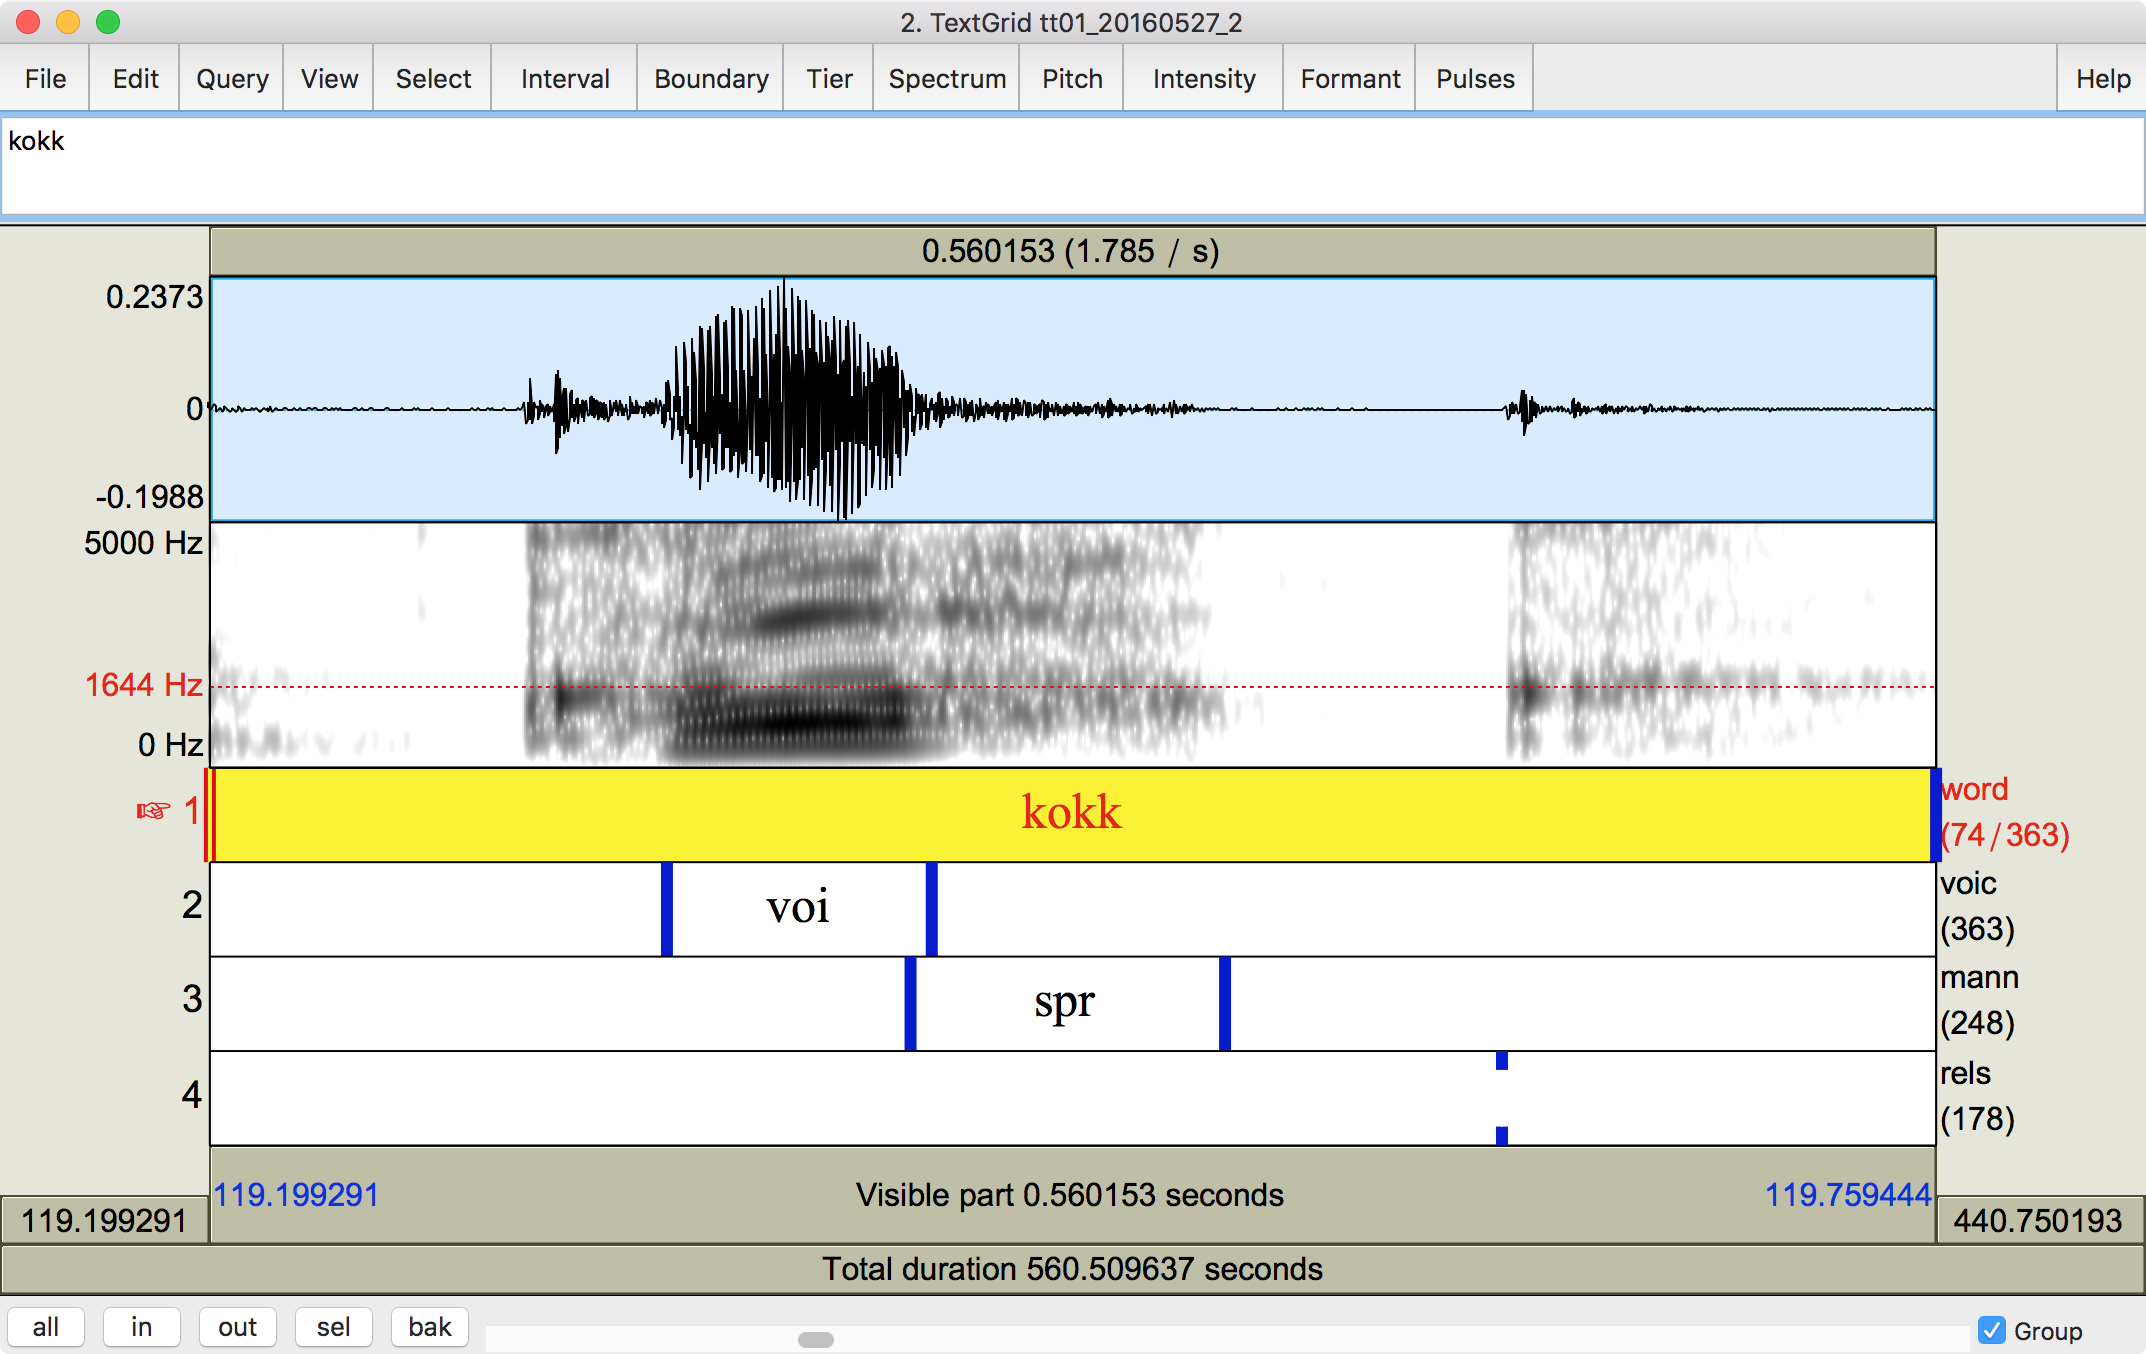 2. TextGrid tt01_20160527_2
File Edit Query View Select Interval Boundary Tier Spectrum Pitch Intensity Formant Pulses Help
kokk
0.560153 (1.785 / s)
0.2373
0
-0.1988
5000 Hz
1644 Hz
0 Hz
☞ 1 kokk word
(74/363)
2 voi voic
(363)
3 spr mann
(248)
4 rels
(178)
119.199291 Visible part 0.560153 seconds 119.759444
119.199291 440.750193
Total duration 560.509637 seconds
all in out sel bak Group